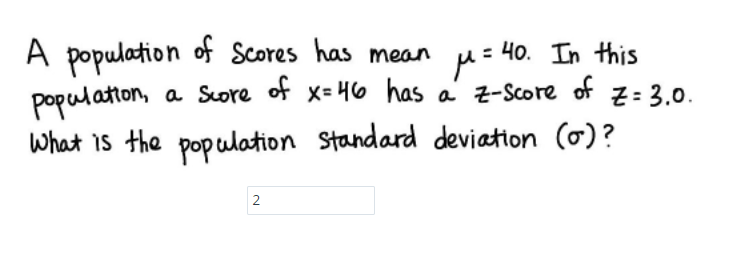 A population of scores has mean μ = 40. In this
population, a score of x=46 has a z-score of z=3.0.
What is the population standard deviation (σ)?
2